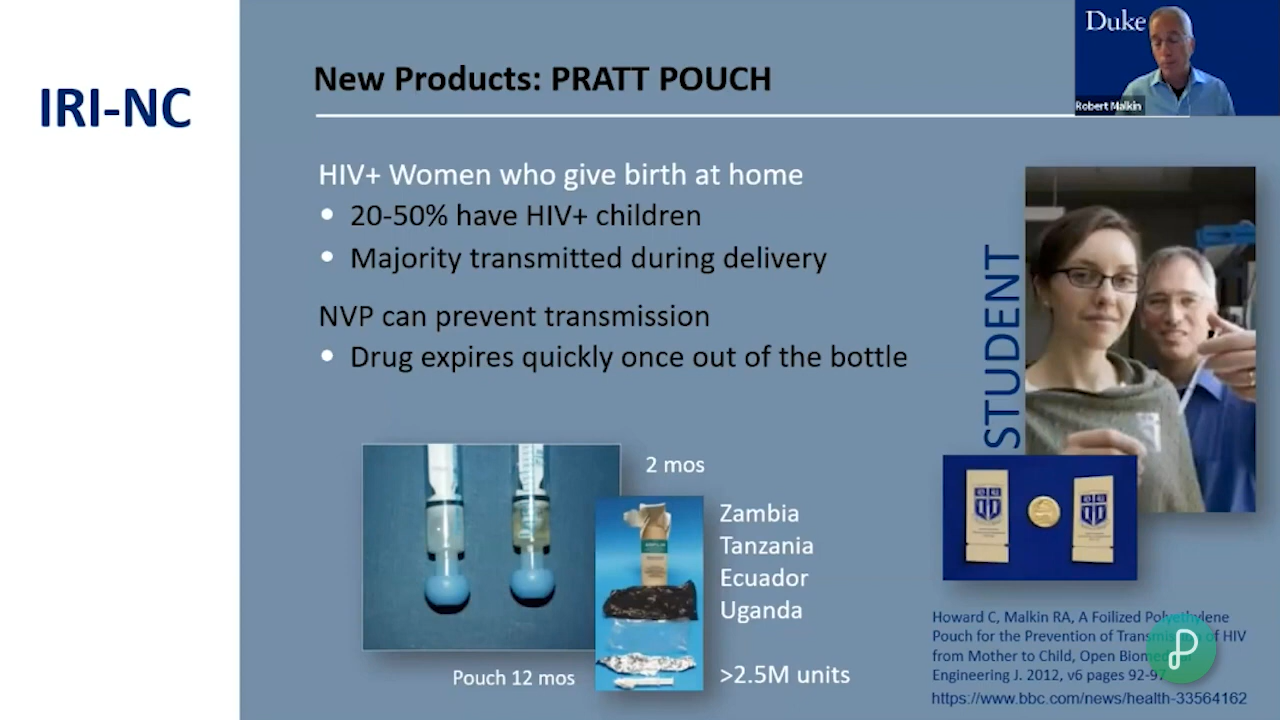 IRI-NC
New Products: PRATT POUCH
Duke
Robert Malkin
HIV+ Women who give birth at home
• 20-50% have HIV+ children
• Majority transmitted during delivery
NVP can prevent transmission
• Drug expires quickly once out of the bottle
STUDENT
2 mos
Pouch 12 mos
Zambia
Tanzania
Ecuador
Uganda
>2.5M units
Howard C, Malkin RA, A Foilized Polyethylene
Pouch for the Prevention of of HIV
from Mother to Child, Open
Engineering J. 2012, v6 pages 92-97
https://www.bbc.com/news/health-33564162